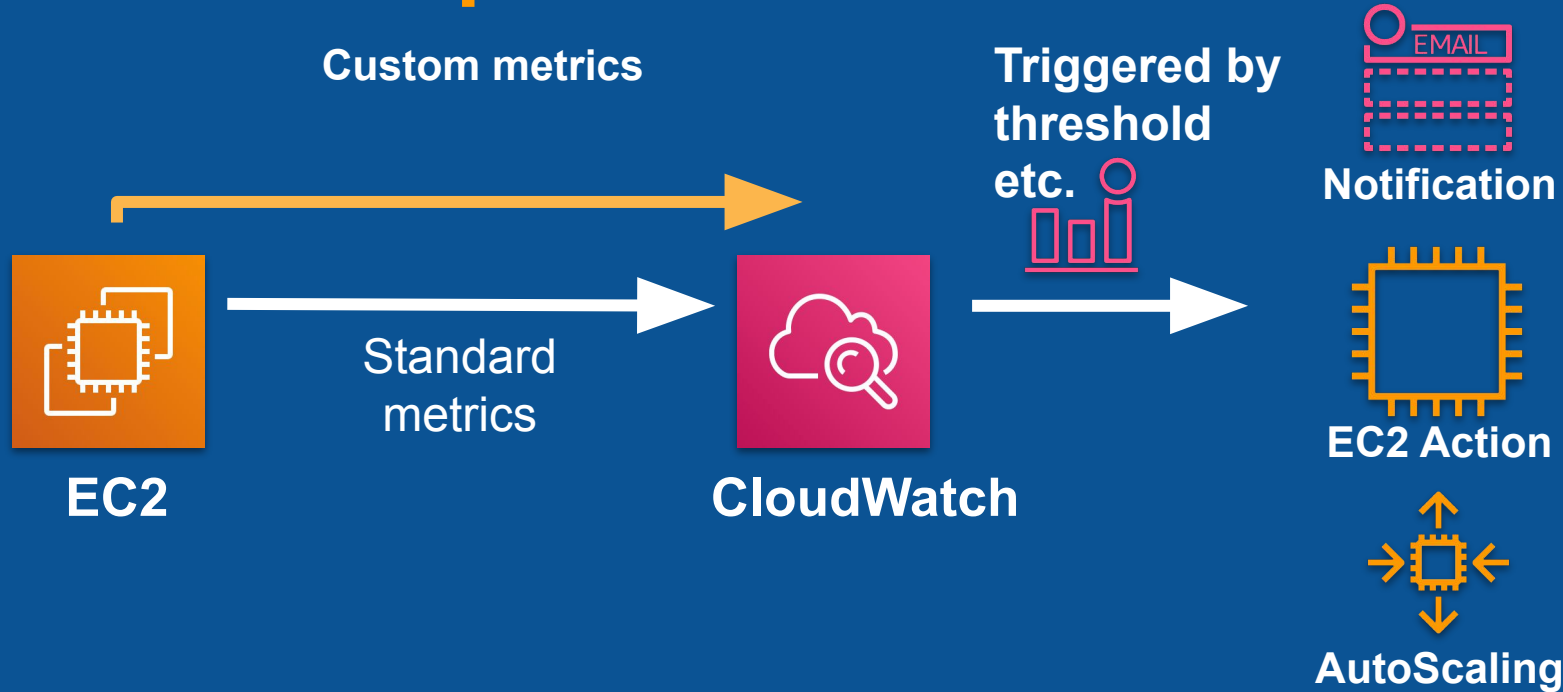 Custom metrics
Triggered by
threshold
etc.
EMAIL
Notification
Standard
metrics
EC2
CloudWatch
EC2 Action
AutoScaling